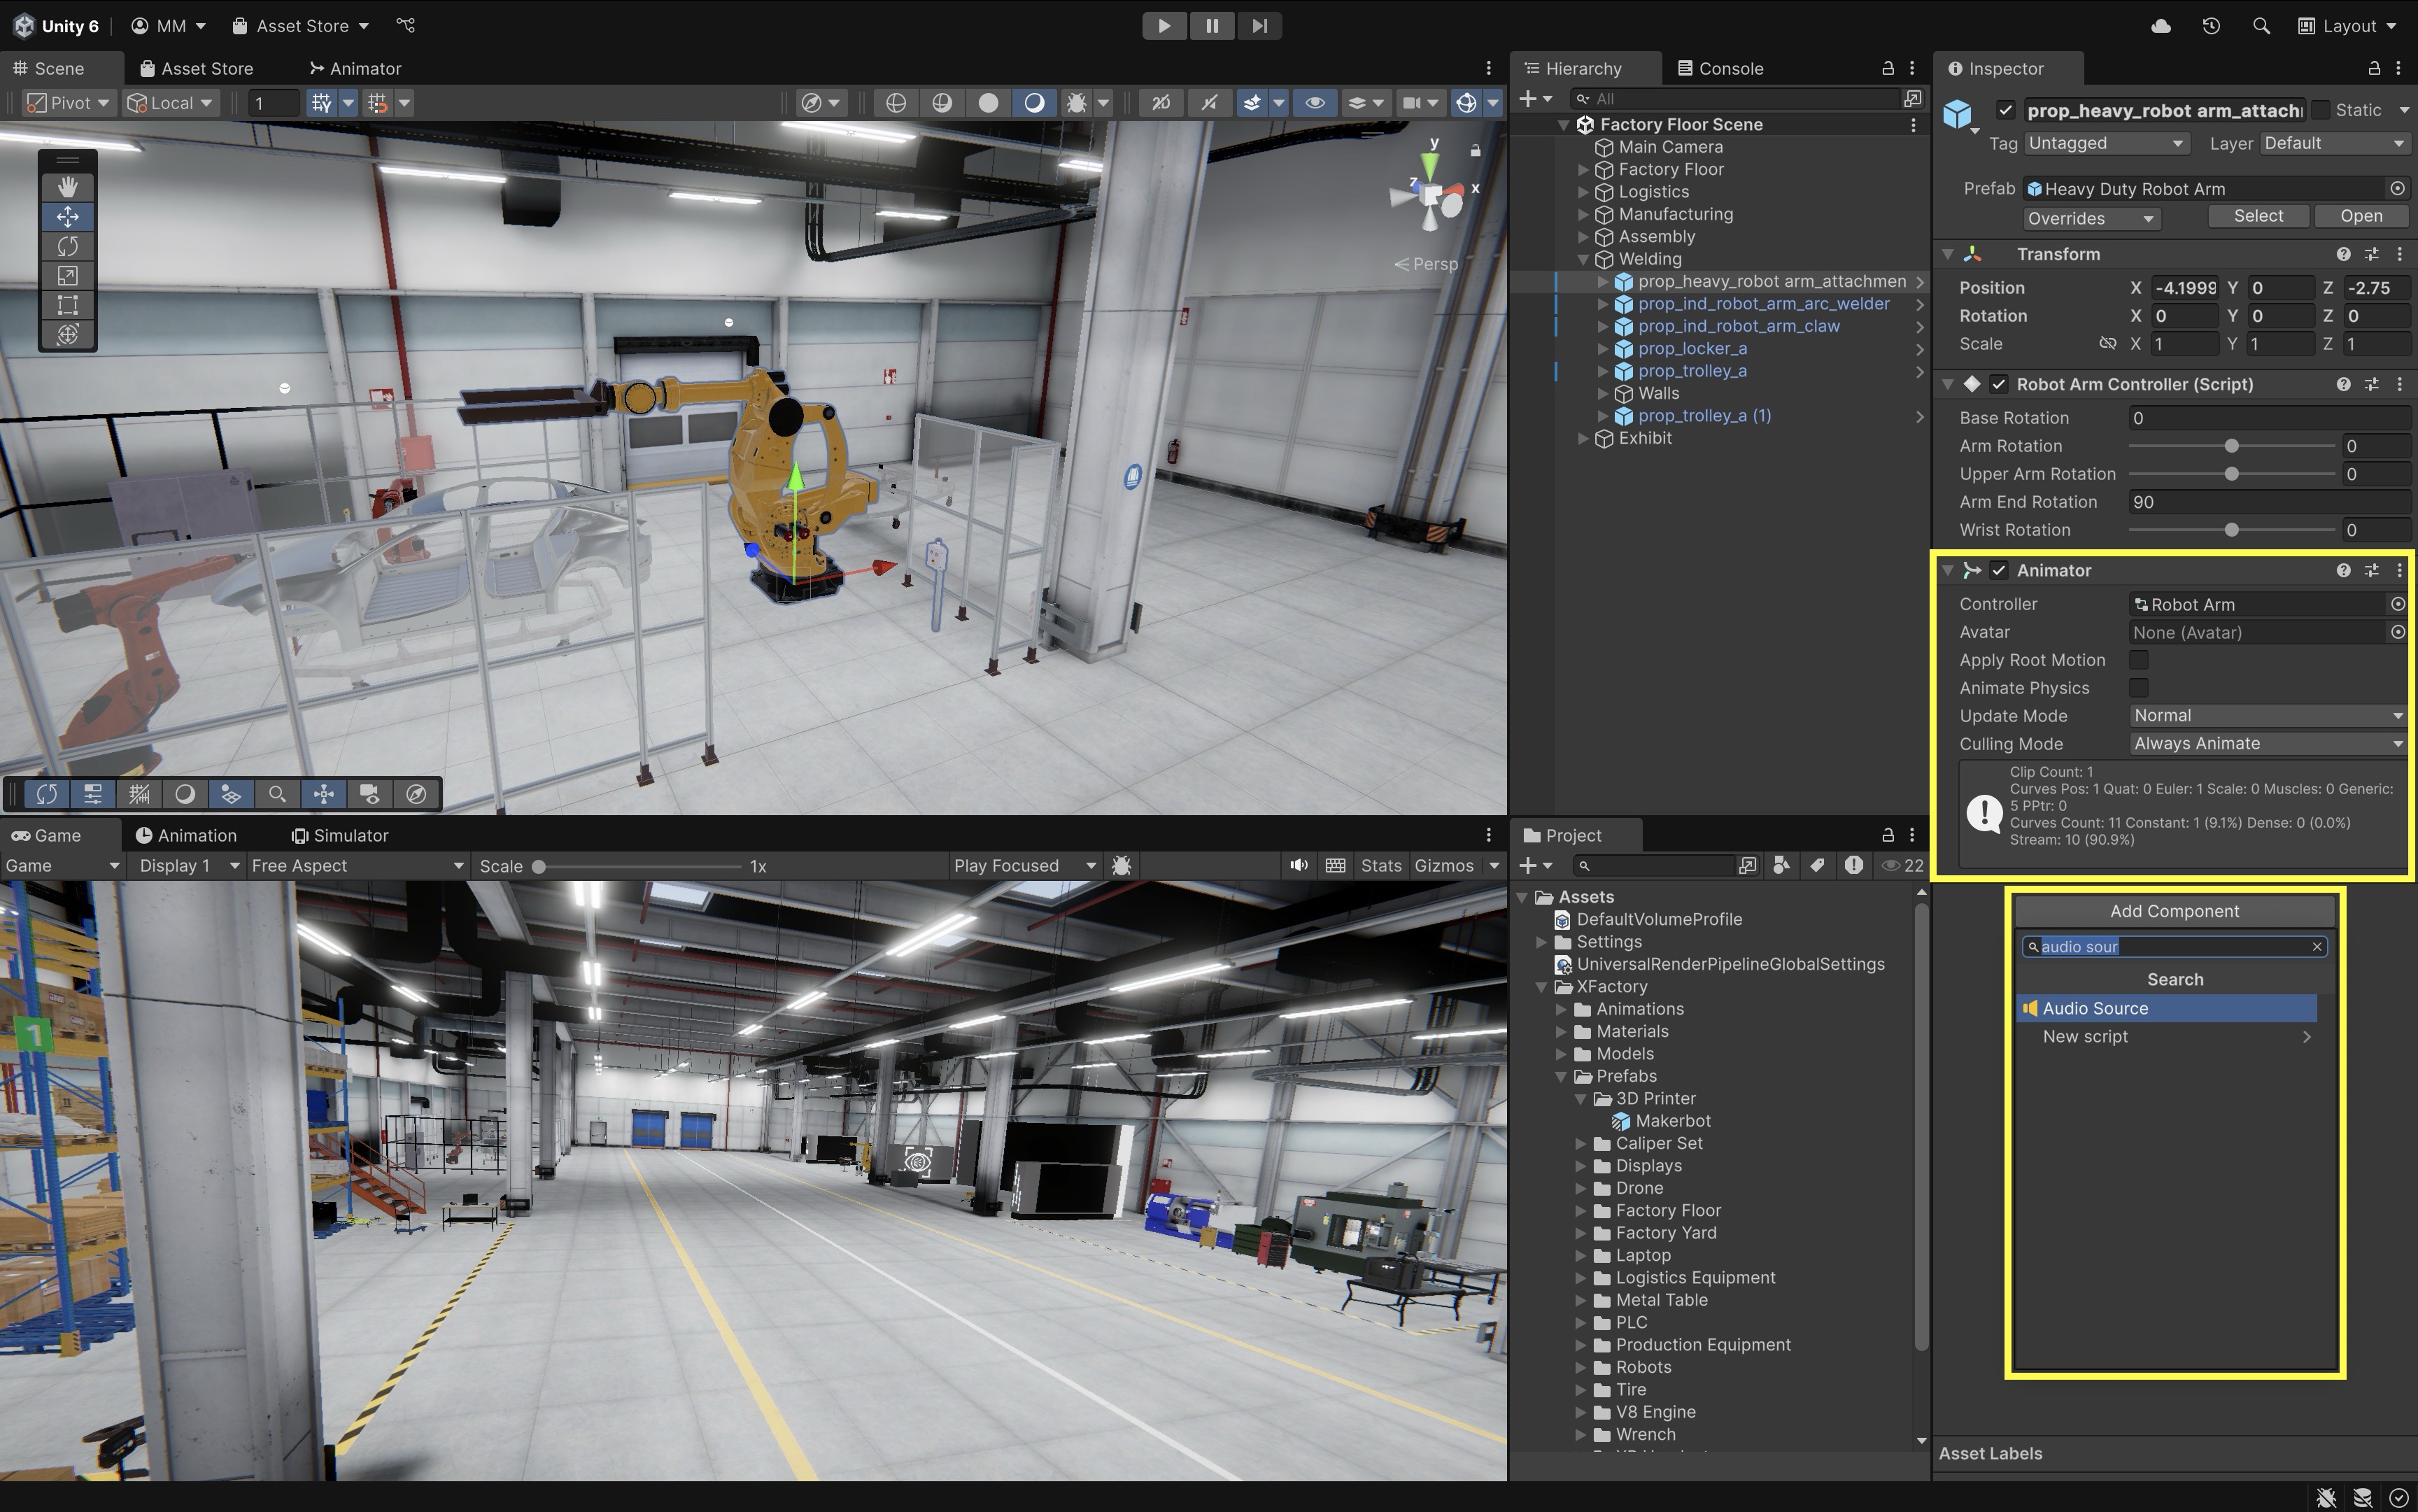 Unity 6
MM
Asset Store
Layout
Scene
Asset Store
Animator
Pivot
Local
1
2D
y
z
x
Persp
Hierarchy
Console
All
Factory Floor Scene
Main Camera
Factory Floor
Logistics
Manufacturing
Assembly
Welding
prop_heavy_robot arm_attachmen
prop_ind_robot_arm_arc_welder
prop_ind_robot_arm_claw
prop_locker_a
prop_trolley_a
Walls
prop_trolley_a (1)
Exhibit
Inspector
prop_heavy_robot arm_attachı
Static
Tag Untagged Layer Default
Prefab Heavy Duty Robot Arm
Overrides Select Open
Transform
Position X -4.1999 Y 0 Z -2.75
Rotation X 0 Y 0 Z 0
Scale X 1 Y 1 Z 1
Robot Arm Controller (Script)
Base Rotation 0
Arm Rotation 0
Upper Arm Rotation 0
Arm End Rotation 90
Wrist Rotation 0
Animator
Controller Robot Arm
Avatar None (Avatar)
Apply Root Motion
Animate Physics
Update Mode Normal
Culling Mode Always Animate
Clip Count: 1
Curves Pos: 1 Quat: 0 Euler: 1 Scale: 0 Muscles: 0 Generic:
5 PPtr: 0
Curves Count: 11 Constant: 1 (9.1%) Dense: 0 (0.0%)
Stream: 10 (90.9%)
Add Component
audio sour
Search
Audio Source
New script
Asset Labels
Game
Animation
Simulator
Game Display 1 Free Aspect Scale 1x Play Focused Stats Gizmos
1
Project
22
Assets
DefaultVolumeProfile
Settings
UniversalRenderPipelineGlobalSettings
XFactory
Animations
Materials
Models
Prefabs
3D Printer
Makerbot
Caliper Set
Displays
Drone
Factory Floor
Factory Yard
Laptop
Logistics Equipment
Metal Table
PLC
Production Equipment
Robots
Tire
V8 Engine
Wrench